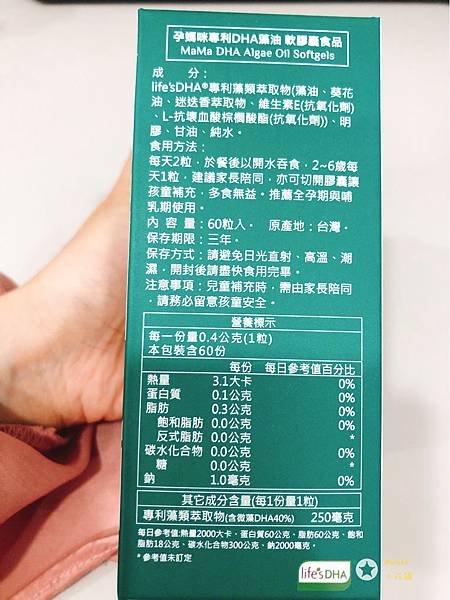 孕媽咪專利DHA藻油 軟膠囊食品
MaMa DHA Algae Oil Softgels
成　　分：
life'sDHA®專利藻類萃取物(藻油、葵花
油、迷迭香萃取物、維生素E(抗氧化劑)
、L-抗壞血酸棕櫚酸酯(抗氧化劑))、明
膠、甘油、純水。
食用方法：
每天2粒，於餐後以開水吞食，2~6歲每
天1粒，建議家長陪同，亦可切開膠囊讓
孩童補充，多食無益。推薦全孕期與哺
乳期使用。
內 容 量：60粒入。　原產地：台灣。
保存期限：三年。
保存方式：請避免日光直射、高溫、潮
濕，開封後請盡快食用完畢。
注意事項：兒童補充時，需由家長陪同
，請務必留意孩童安全。
營養標示
每一份量0.4公克(1粒)
本包裝含60份
每份　每日參考值百分比
熱量　3.1大卡　0%
蛋白質　0.1公克　0%
脂肪　0.3公克　0%
飽和脂肪　0.0公克　0%
反式脂肪　0.0公克　*
碳水化合物　0.0公克　0%
糖　0.0公克　*
鈉　1.0毫克　0%
其它成分含量(每1份量1粒)
專利藻類萃取物(含微藻DHA40%)　250毫克
每日參考值:熱量2000大卡，蛋白質60公克、脂肪60公克、飽和
脂肪18公克、碳水化合物300公克、鈉2000毫克。
* 參考值未訂定
life'sDHA